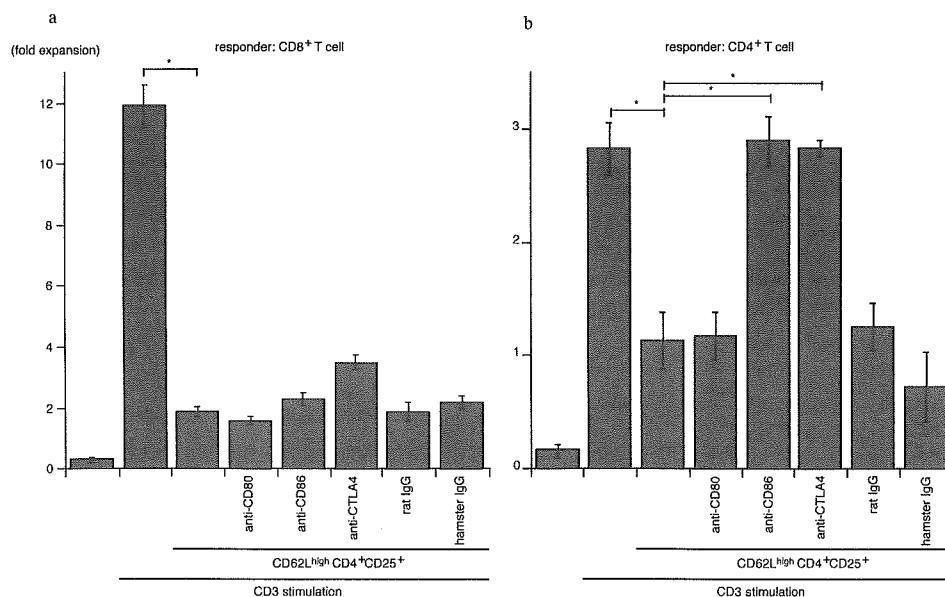 a
(fold expansion)
responder: CD8+ T cell
*
12
10
8
6
4
2
0
anti-CD80
anti-CD86
anti-CTLA4
rat IgG
hamster IgG
CD62Lhigh CD4+CD25+
CD3 stimulation
b
responder: CD4+ T cell
*
*
*
3
2
1
0
anti-CD80
anti-CD86
anti-CTLA4
rat IgG
hamster IgG
CD62Lhigh CD4+CD25+
CD3 stimulation